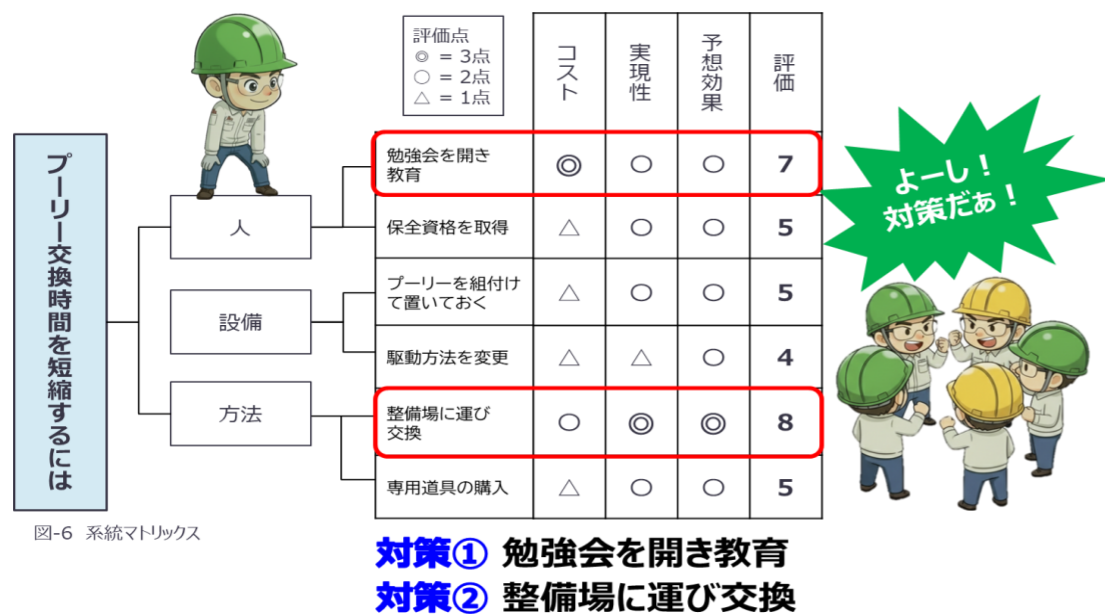 評価点
◎ = 3点
○ = 2点
△ = 1点
コスト
実現性
予想効果
評価
プーリー交換時間を短縮するには
人
設備
方法
勉強会を開き
教育
◎ ○ ○ 7
保全資格を取得 △ ○ ○ 5
プーリーを組付け
て置いておく
△ ○ ○ 5
駆動方法を変更 △ △ ○ 4
整備場に運び
交換
○ ◎ ◎ 8
専用道具の購入 △ ○ ○ 5
よーし！
対策だぁ！
図-6 系統マトリックス
対策① 勉強会を開き教育
対策② 整備場に運び交換